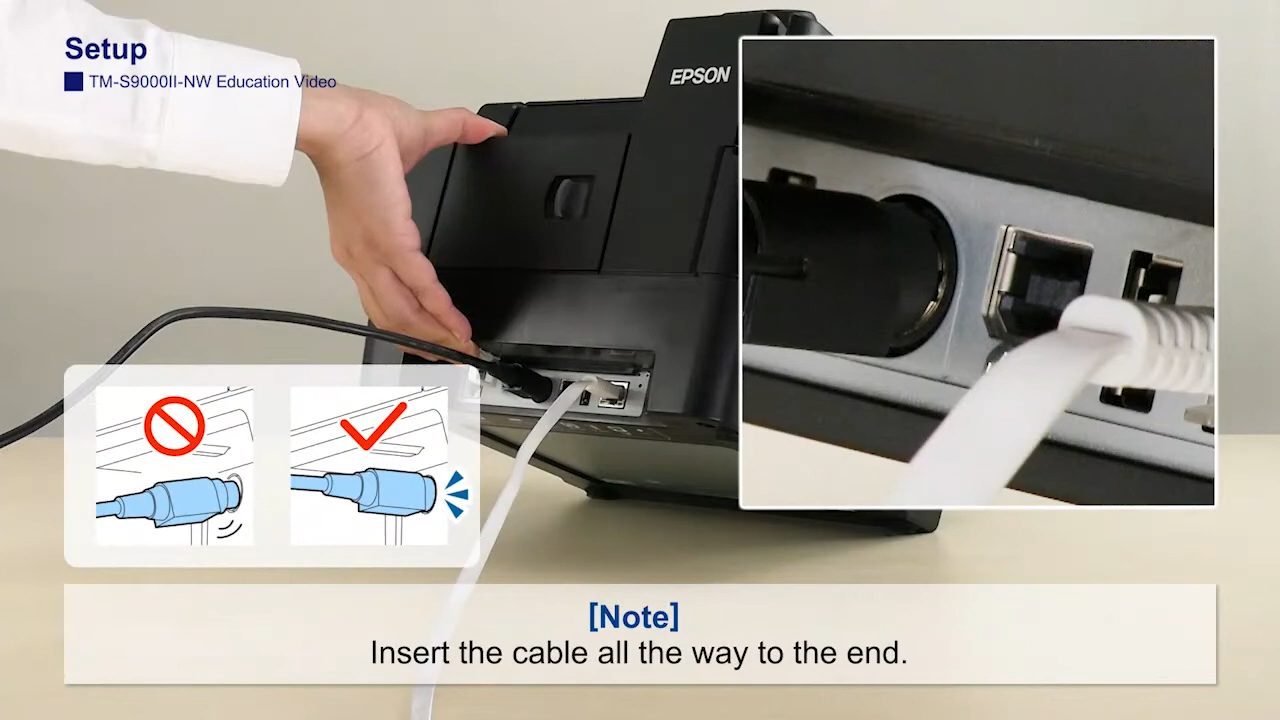 Setup
TM-S9000II-NW Education Video
EPSON
[Note]
Insert the cable all the way to the end.